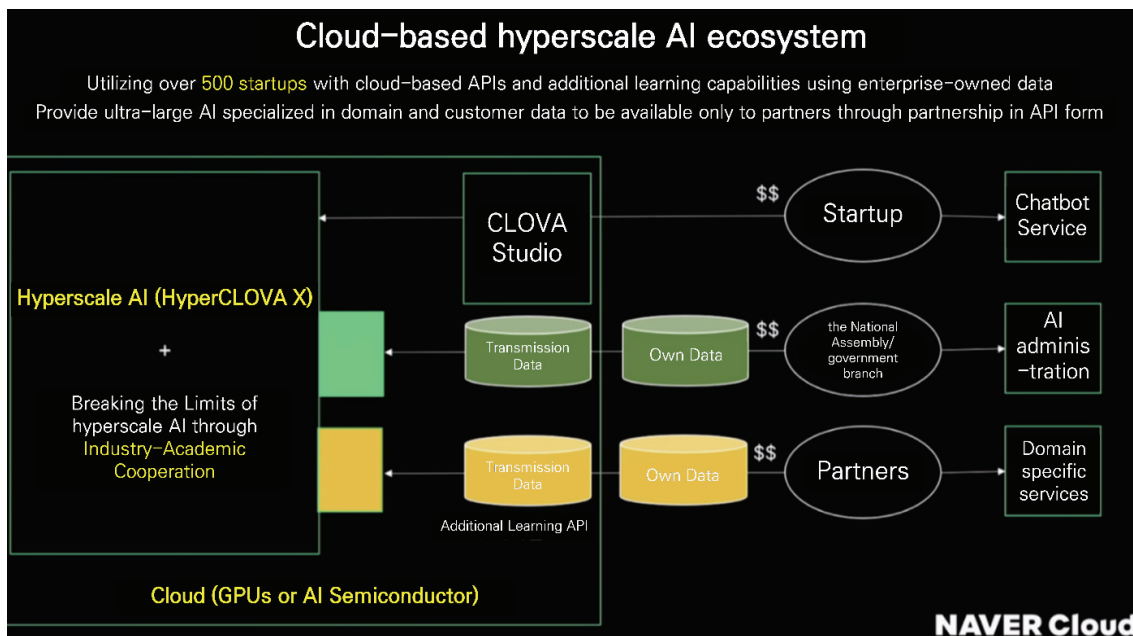 Cloud-based hyperscale AI ecosystem
Utilizing over 500 startups with cloud-based APIs and additional learning capabilities using enterprise-owned data
Provide ultra-large AI specialized in domain and customer data to be available only to partners through partnership in API form
CLOVA
Studio
$$
Startup
Chatbot
Service
Hyperscale AI (HyperCLOVA X)
+
Breaking the Limits of
hyperscale AI through
Industry-Academic
Cooperation
Transmission
Data
Own Data
$$
the National
Assembly/
government
branch
AI
adminis
-tration
Transmission
Data
Own Data
$$
Partners
Domain
specific
services
Additional Learning API
Cloud (GPUs or AI Semiconductor)
NAVER Cloud